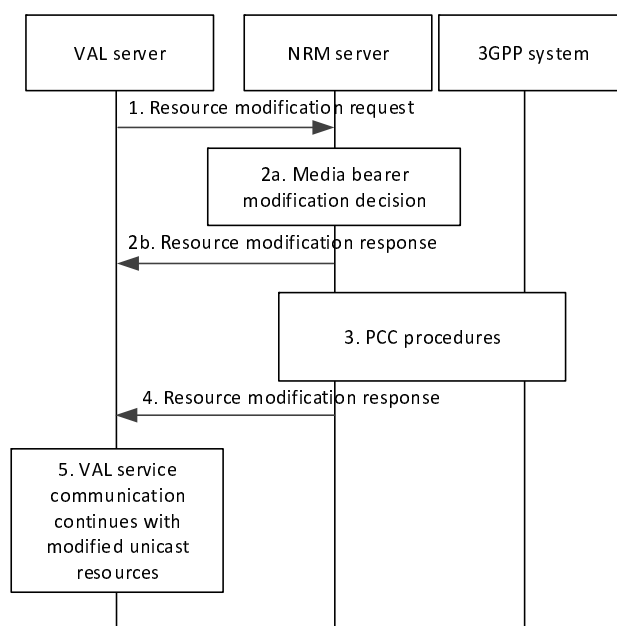 VAL server
NRM server
3GPP system
1. Resource modification request
2a. Media bearer
modification decision
2b. Resource modification response
3. PCC procedures
4. Resource modification response
5. VAL service
communication
continues with
modified unicast
resources